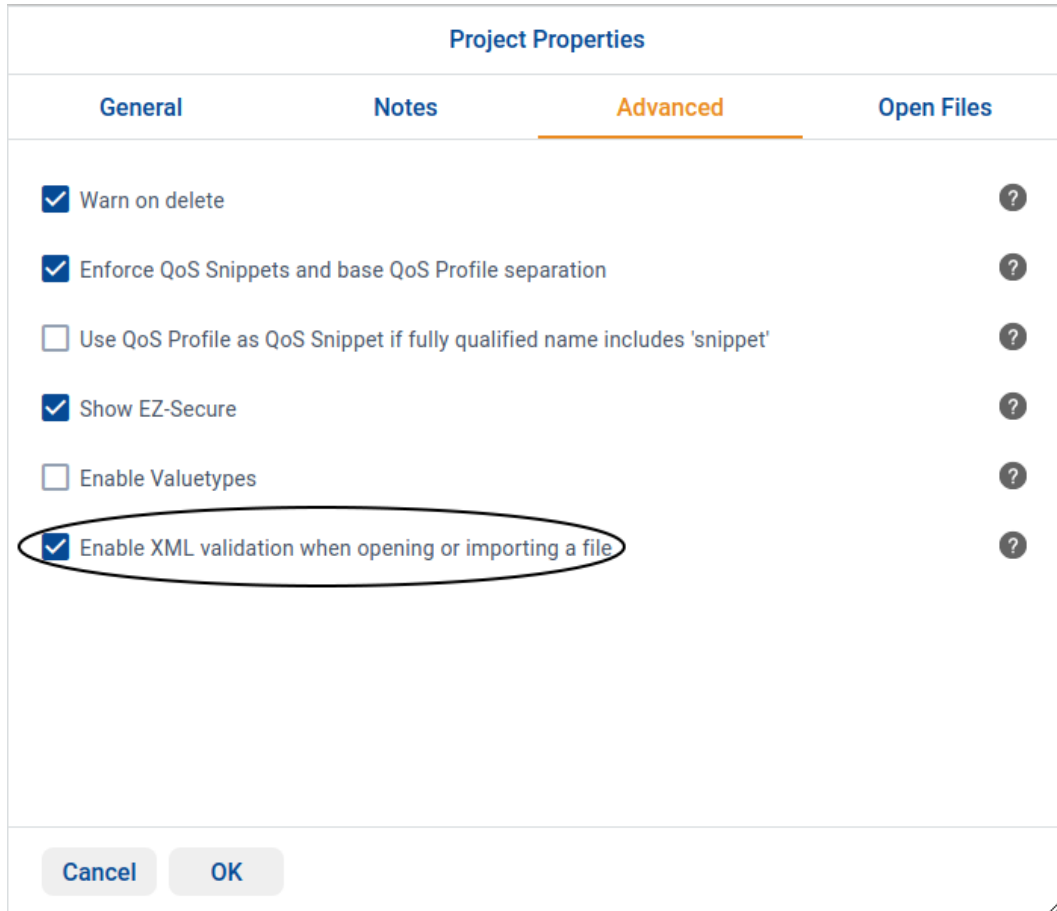 Project Properties
General Notes Advanced Open Files
Warn on delete ?
Enforce QoS Snippets and base QoS Profile separation ?
Use QoS Profile as QoS Snippet if fully qualified name includes 'snippet' ?
Show EZ-Secure ?
Enable Valuetypes ?
Enable XML validation when opening or importing a file ?
Cancel OK